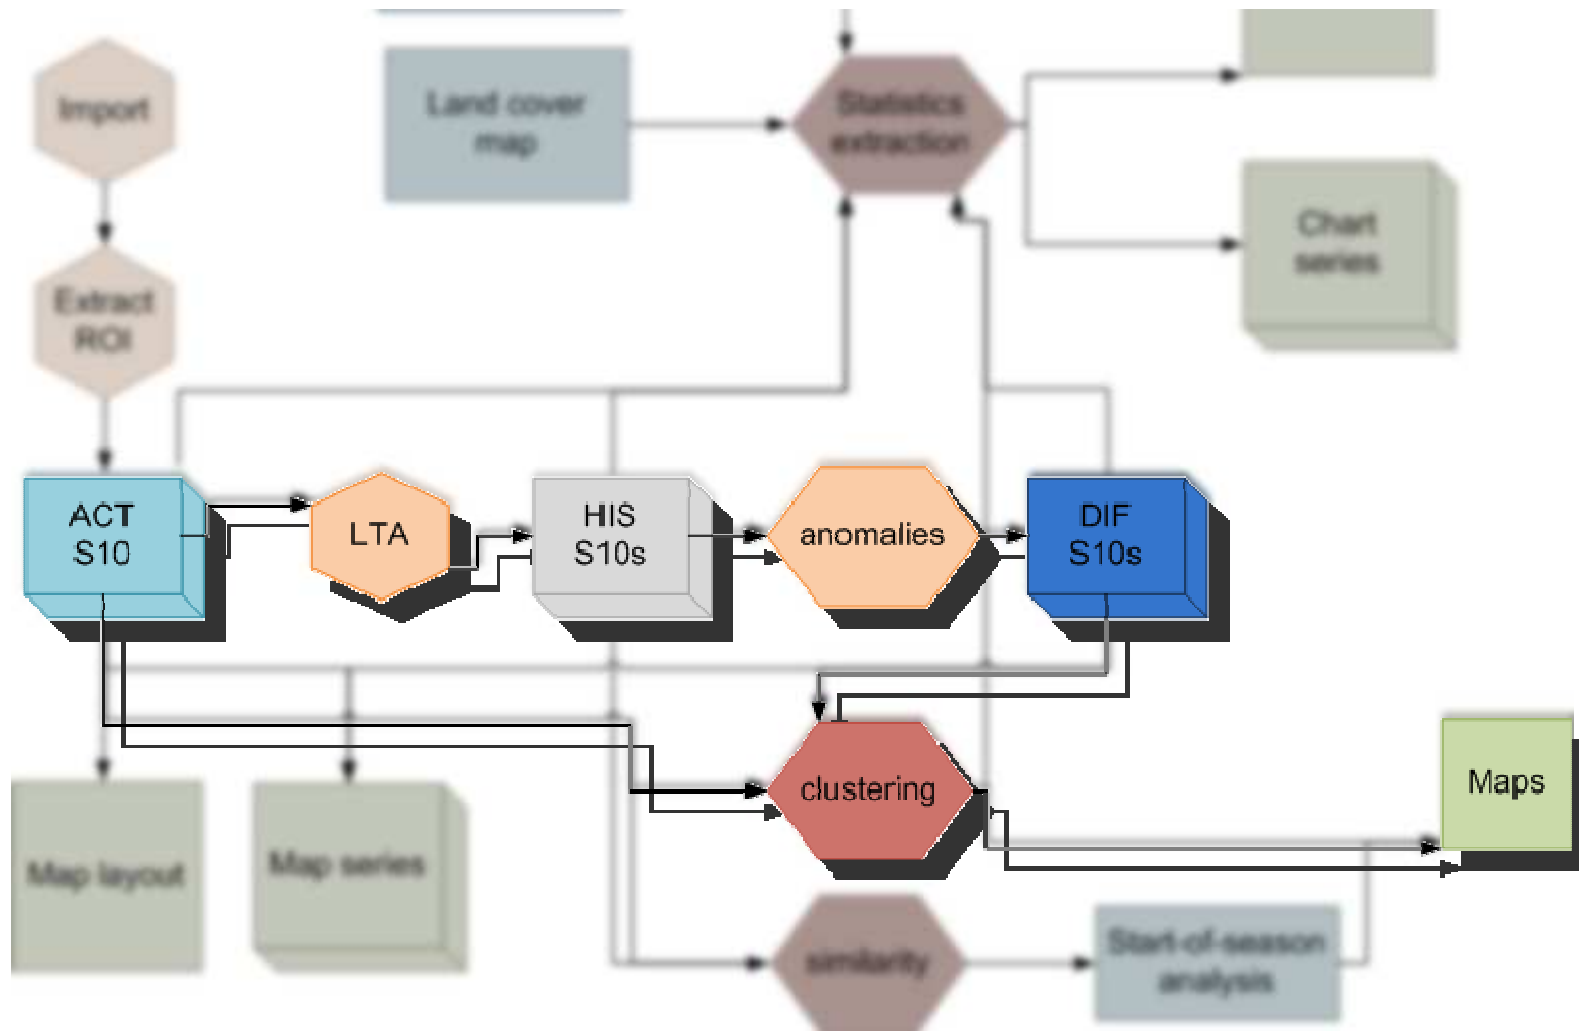 Import
Land cover
map
Statistics
extraction
Chart
series
Extract
ROI
ACT
S10
LTA
HIS
S10s
anomalies
DIF
S10s
clustering
Maps
Map layout
Map series
similarity
Start-of-season
analysis